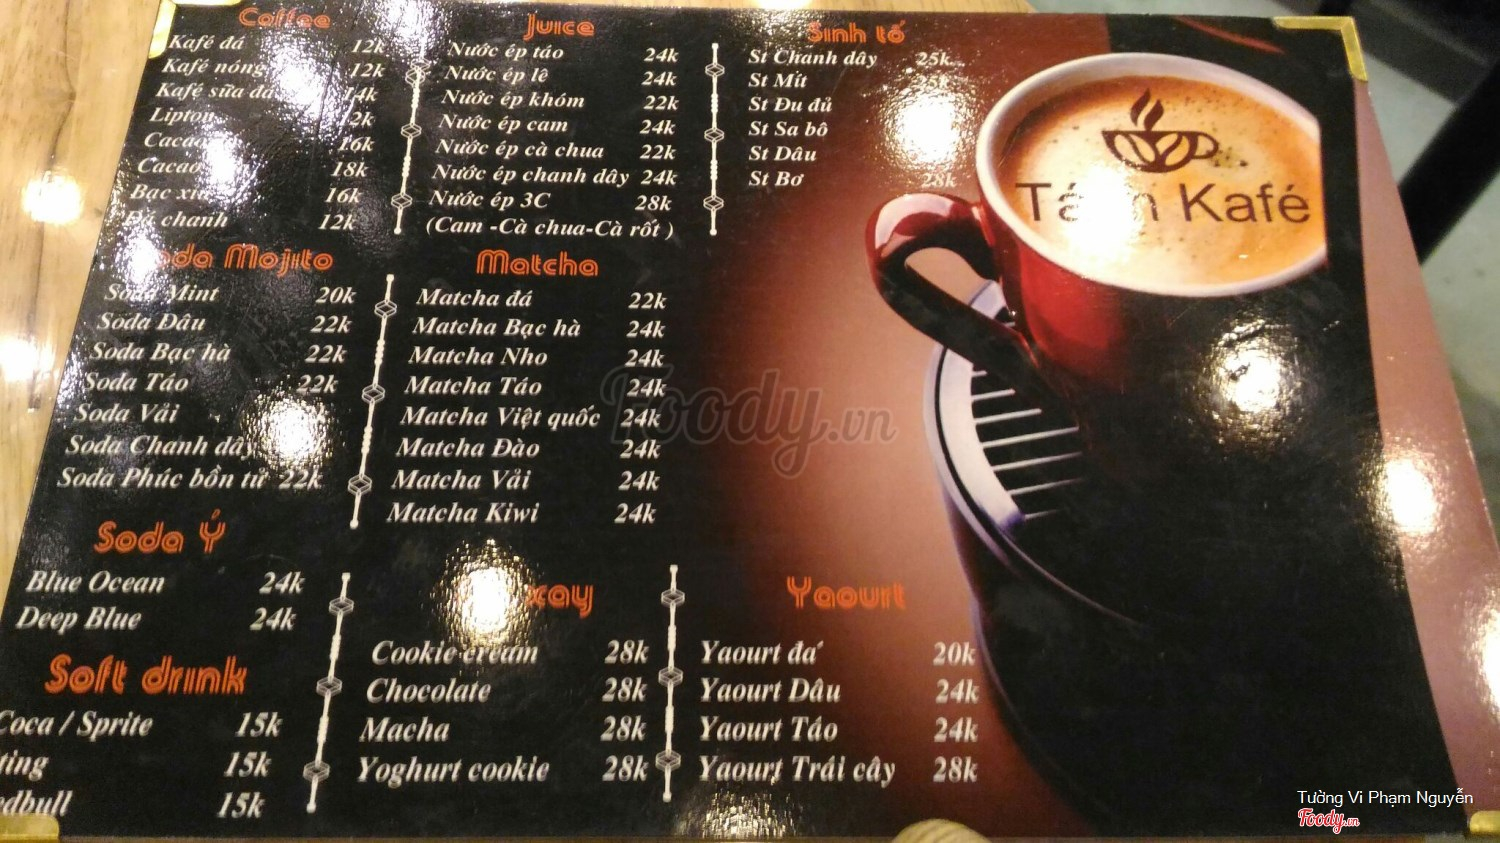 Coffee
Kafé đá 12k
Kafé nóng 12k
Kafé sữa đá 14k
Lipton 2k
Cacao 16k
Cacao 18k
Bạc xỉu 16k
Đá chanh 12k
Soda Mojito
Soda Mint 20k
Soda Dâu 22k
Soda Bạc hà 22k
Soda Táo 22k
Soda Vải
Soda Chanh dây
Soda Phúc bồn tử 22k
Soda Ý
Blue Ocean 24k
Deep Blue 24k
Soft drink
Coca / Sprite 15k
ting 15k
edbull 15k
Juice
Nước ép táo 24k
Nước ép lê 24k
Nước ép khóm 22k
Nước ép cam 24k
Nước ép cà chua 22k
Nước ép chanh dây 24k
Nước ép 3C 28k
(Cam -Cà chua-Cà rốt )
Matcha
Matcha đá 22k
Matcha Bạc hà 24k
Matcha Nho 24k
Matcha Táo 24k
Matcha Việt quốc 24k
Matcha Đào 24k
Matcha Vải 24k
Matcha Kiwi 24k
xay
Cookie cream 28k
Chocolate 28k
Macha 28k
Yoghurt cookie 28k
Sinh tố
St Chanh dây 25k
St Mít 25k
St Đu đủ
St Sa bô
St Dâu
St Bơ 28k
Yaourt
Yaourt đá 20k
Yaourt Dâu 24k
Yaourt Táo 24k
Yaourt Trái cây 28k
Kafé
Foody.vn
Tường Vi Phạm Nguyễn
Foody.vn